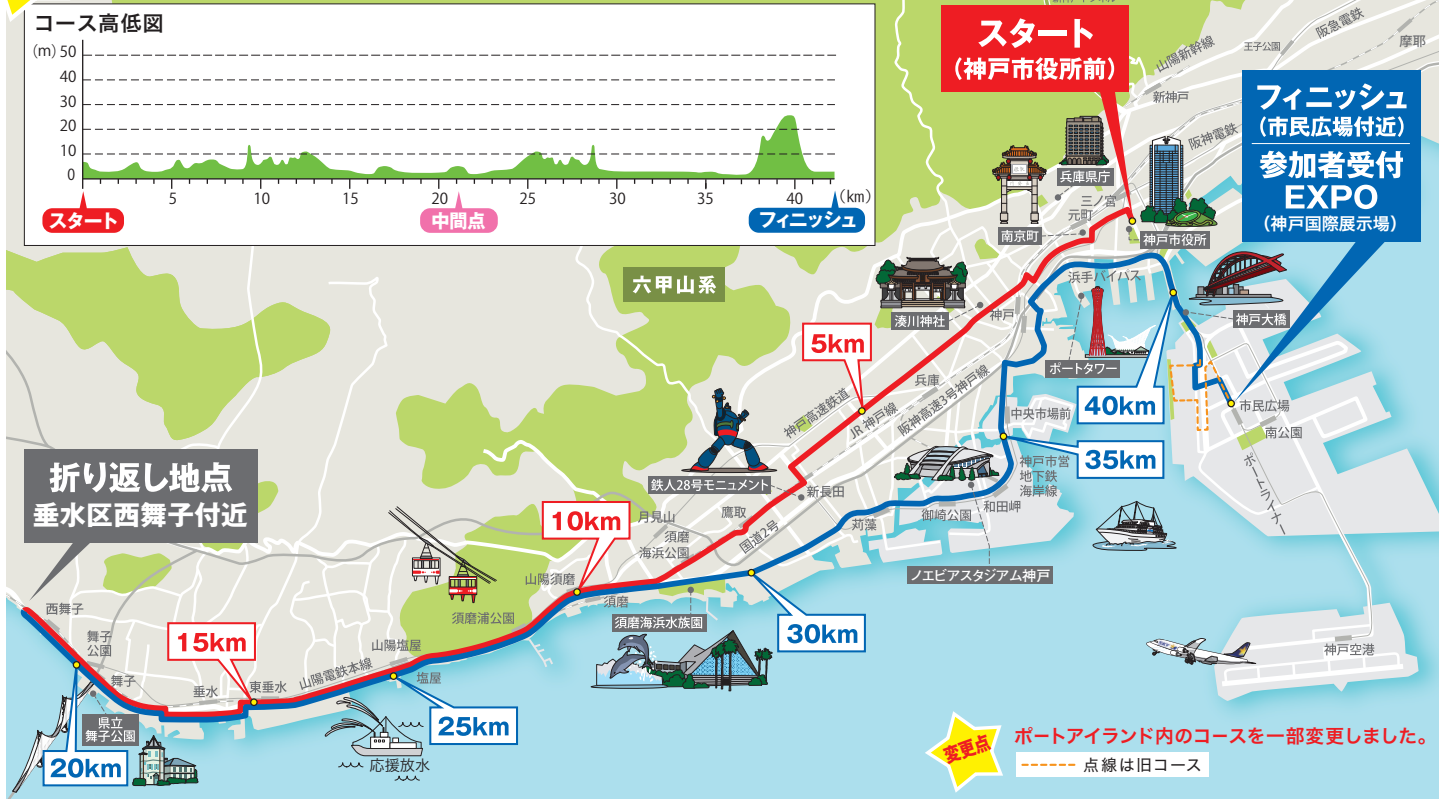 コース高低図
(m) 50
40
30
20
10
0
5
10
15
20
25
30
35
40
(km)
スタート
中間点
フィニッシュ
スタート
(神戸市役所前)
フィニッシュ
(市民広場付近)
参加者受付
EXPO
(神戸国際展示場)
阪急電鉄
王子公園
摩耶
山陽新幹線
新神戸
阪神電鉄
兵庫県庁
三ノ宮
元町
南京町
神戸市役所
六甲山系
浜手バイパス
湊川神社
神戸
神戸大橋
ポートタワー
5km
兵庫
神戸高速鉄道
JR神戸線
阪神高速3号神戸線
40km
中央市場前
市民広場
南公園
ポートライナー
35km
神戸市営
地下鉄
海岸線
和田岬
御崎公園
苅藻
ノエビアスタジアム神戸
鉄人28号モニュメント
新長田
鷹取
国道2号
折り返し地点
垂水区西舞子付近
10km
月見山
須磨
海浜公園
山陽須磨
須磨
須磨浦公園
須磨海浜水族園
30km
西舞子
舞子
公園
舞子
15km
垂水
東垂水
山陽電鉄本線
山陽塩屋
塩屋
25km
県立
舞子公園
20km
応援放水
神戸空港
変更点
ポートアイランド内のコースを一部変更しました。
点線は旧コース